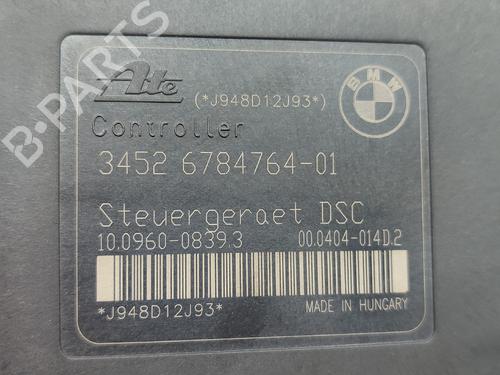 Ate
(*J948D12J93*)
BMW
Controller
3452 6784764-01
Steuergeraet DSC
10.0960-0839.3
00.0404-014D.2
*J948D12J93*
MADE IN HUNGARY
B-PARTS